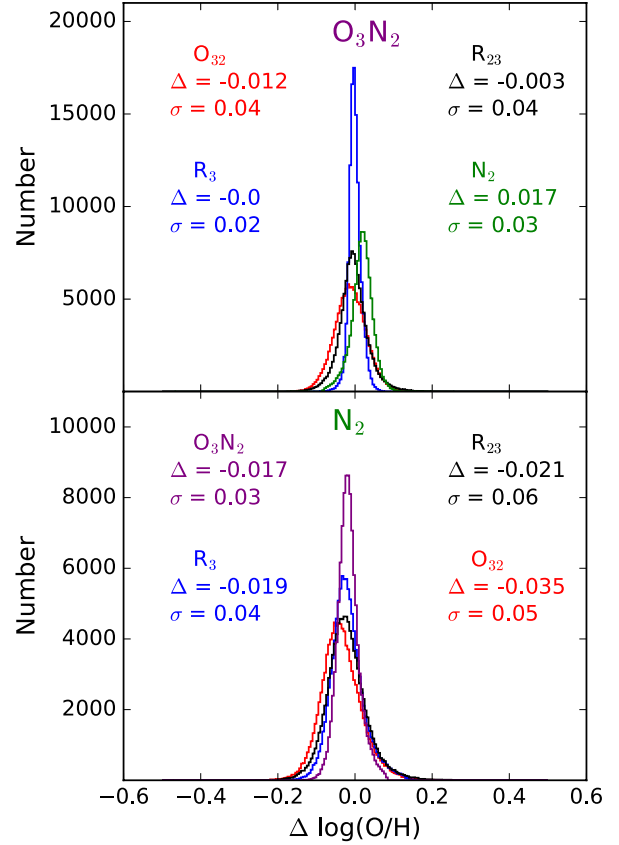 O₃N₂
O₃₂
Δ = -0.012
σ = 0.04
R₂₃
Δ = -0.003
σ = 0.04
R₃
Δ = -0.0
σ = 0.02
N₂
Δ = 0.017
σ = 0.03
20000
15000
10000
5000
Number
N₂
O₃N₂
Δ = -0.017
σ = 0.03
R₂₃
Δ = -0.021
σ = 0.06
R₃
Δ = -0.019
σ = 0.04
O₃₂
Δ = -0.035
σ = 0.05
10000
8000
6000
4000
2000
Number
−0.6 −0.4 −0.2 0.0 0.2 0.4 0.6
Δ log(O/H)